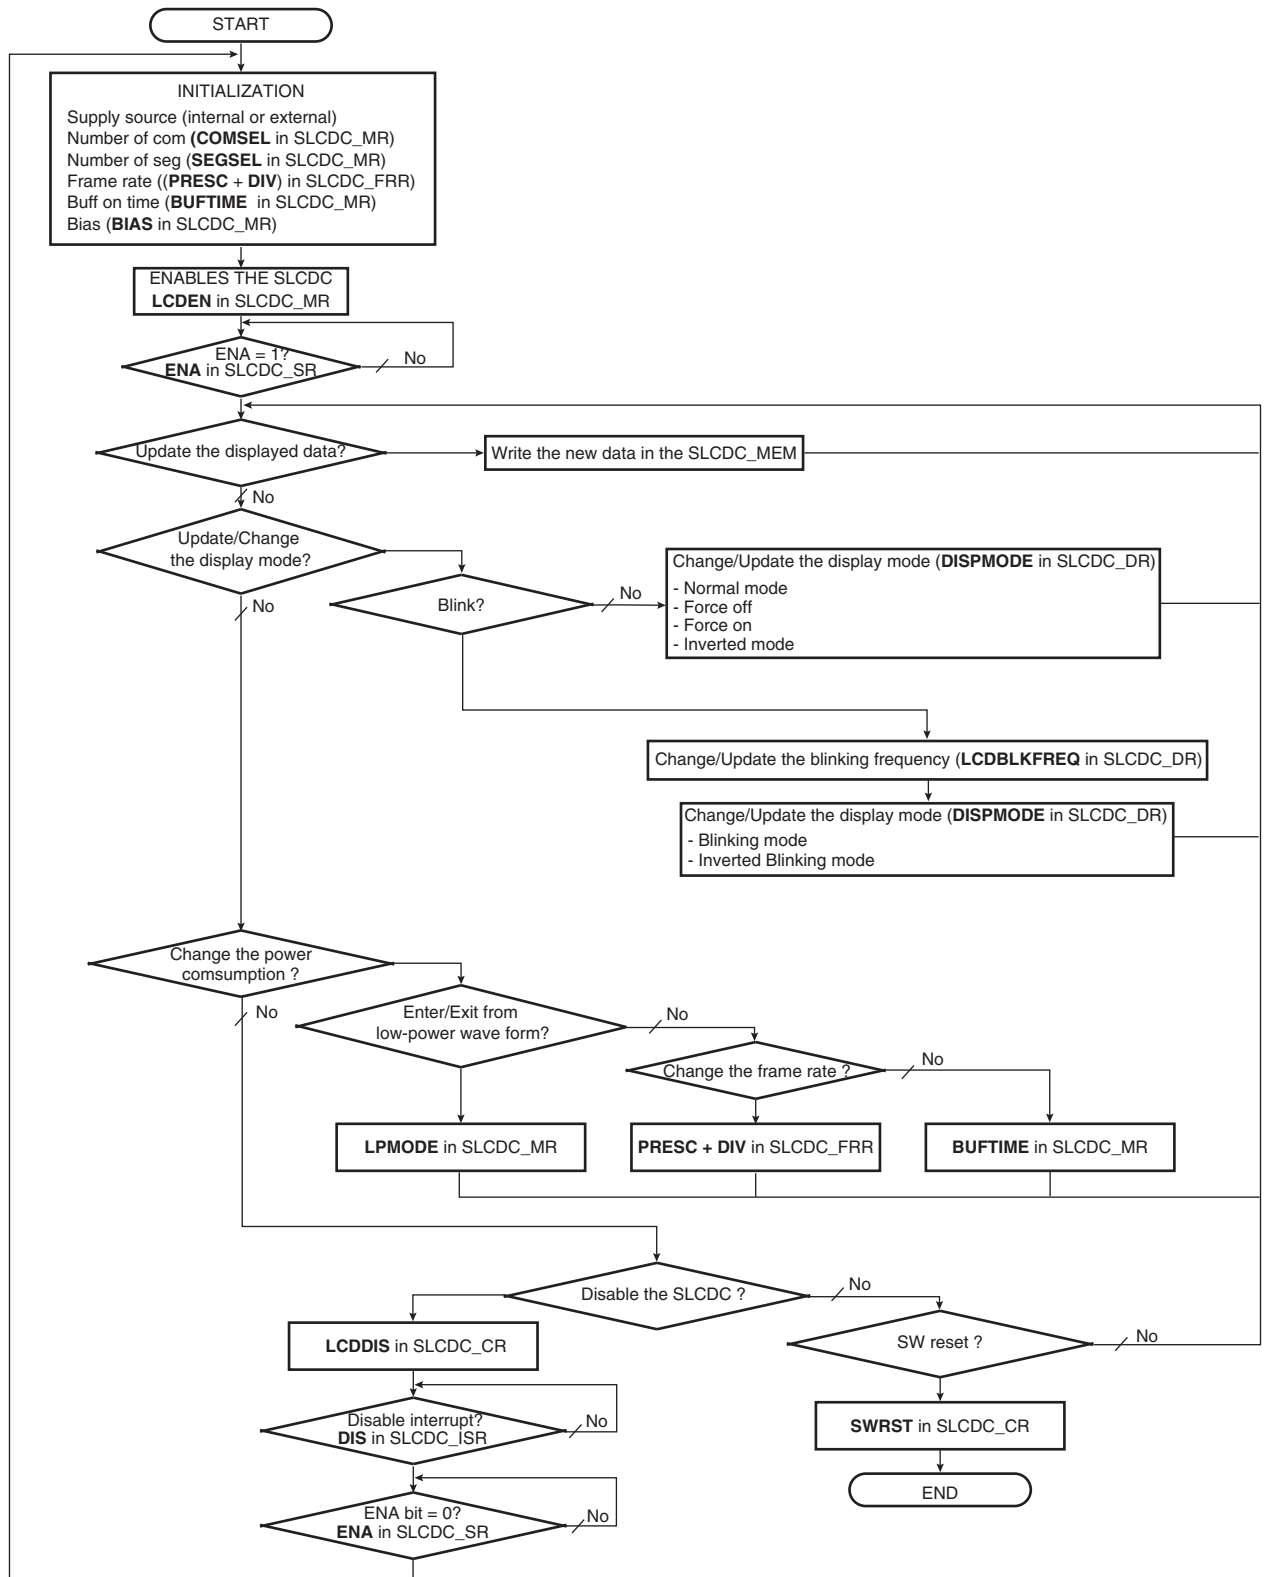 START
INITIALIZATION
Supply source (internal or external)
Number of com (COMSEL in SLCDC_MR)
Number of seg (SEGSEL in SLCDC_MR)
Frame rate ((PRESC + DIV) in SLCDC_FRR)
Buff on time (BUFTIME in SLCDC_MR)
Bias (BIAS in SLCDC_MR)
ENABLES THE SLCDC
LCDEN in SLCDC_MR
ENA = 1?
ENA in SLCDC_SR
No
Update the displayed data?
Write the new data in the SLCDC_MEM
No
Update/Change
the display mode?
No
Blink?
No
Change/Update the display mode (DISPMODE in SLCDC_DR)
- Normal mode
- Force off
- Force on
- Inverted mode
Change/Update the blinking frequency (LCDBLKFREQ in SLCDC_DR)
Change/Update the display mode (DISPMODE in SLCDC_DR)
- Blinking mode
- Inverted Blinking mode
Change the power
comsumption ?
No
Enter/Exit from
low-power wave form?
No
Change the frame rate ?
No
LPMODE in SLCDC_MR
PRESC + DIV in SLCDC_FRR
BUFTIME in SLCDC_MR
Disable the SLCDC ?
No
LCDDIS in SLCDC_CR
SW reset ?
No
Disable interrupt?
DIS in SLCDC_ISR
No
SWRST in SLCDC_CR
END
ENA bit = 0?
ENA in SLCDC_SR
No